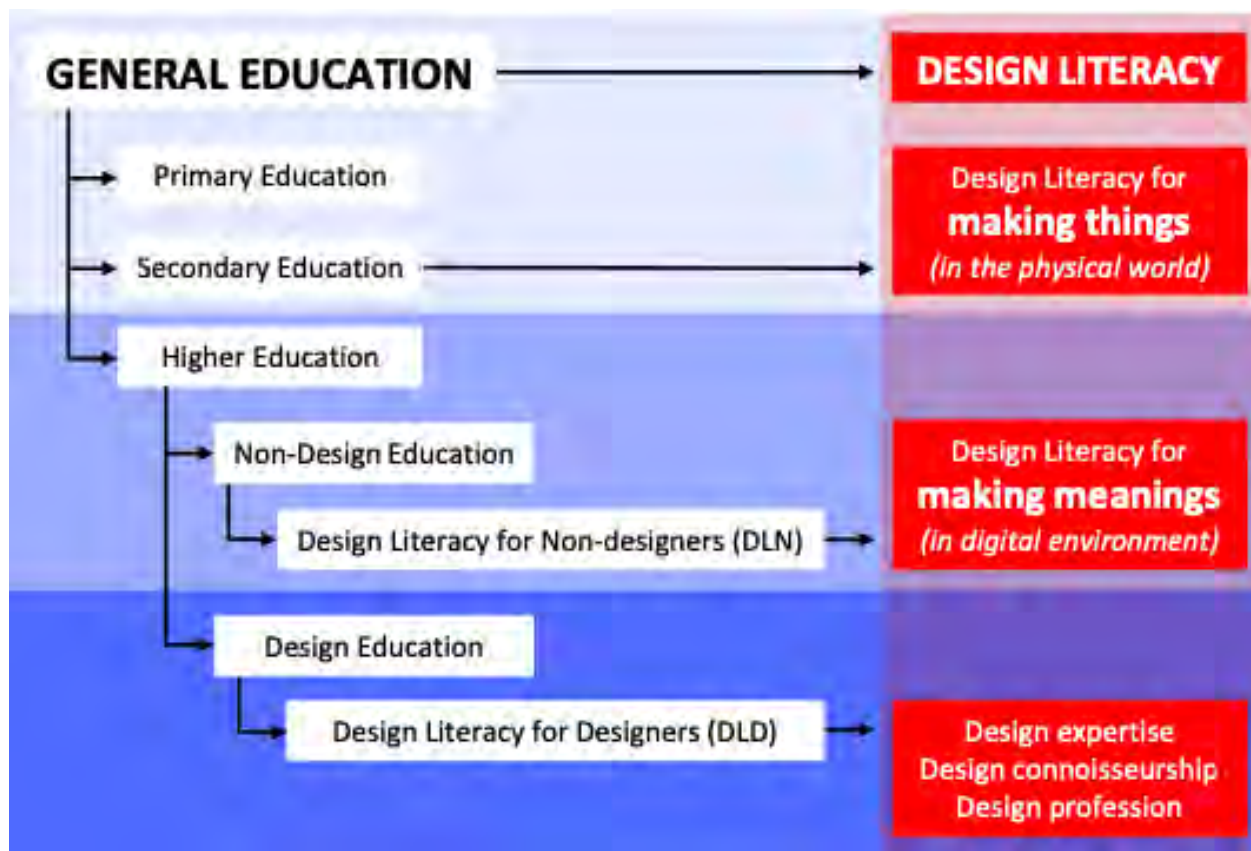 GENERAL EDUCATION
DESIGN LITERACY
Primary Education
Design Literacy for
making things
(in the physical world)
Secondary Education
Higher Education
Non-Design Education
Design Literacy for
making meanings
(in digital environment)
Design Literacy for Non-designers (DLN)
Design Education
Design Literacy for Designers (DLD)
Design expertise
Design connoisseurship
Design profession